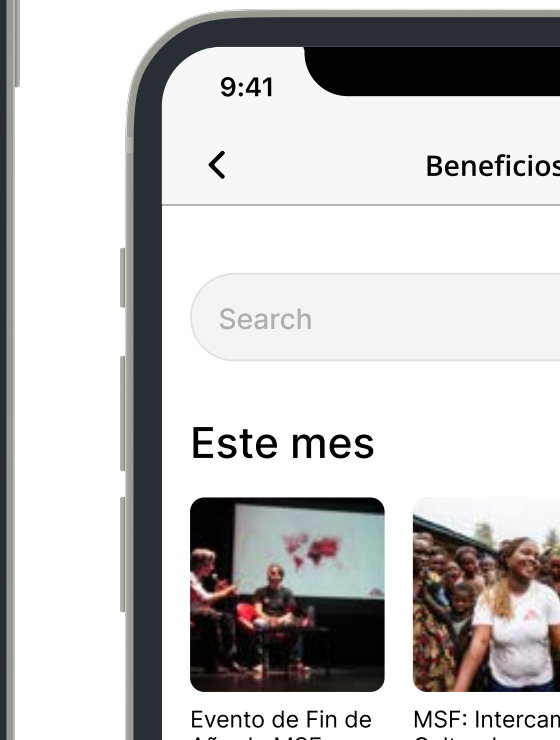 9:41
Beneficios
Search
Este mes
Evento de Fin de
MSF: Intercam